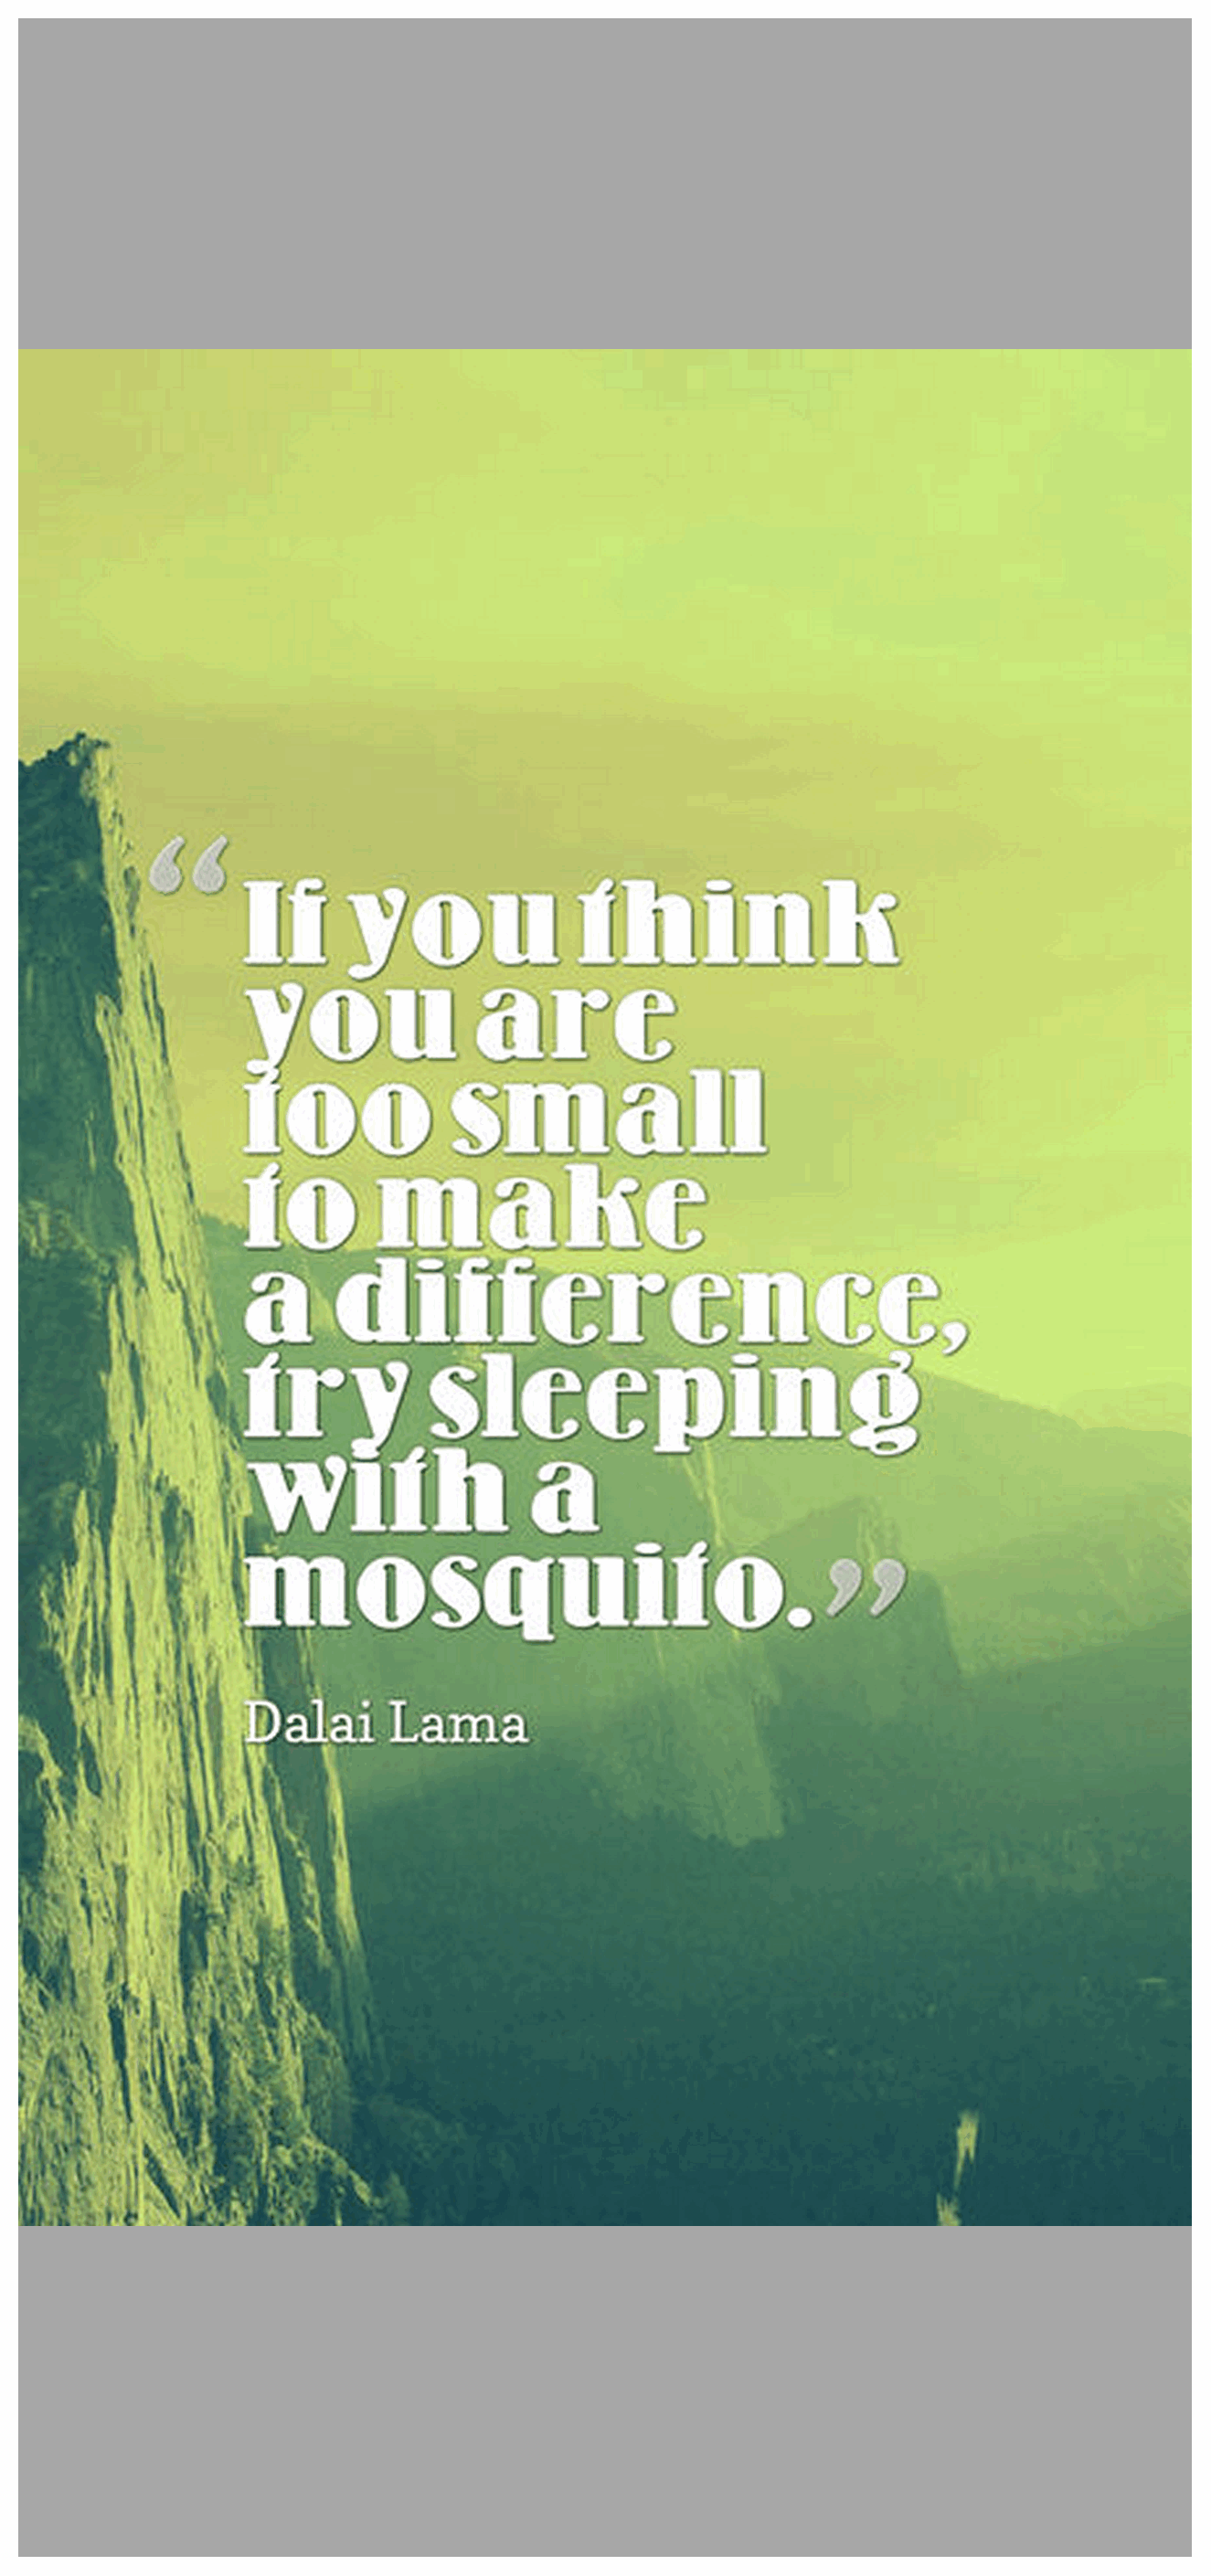 “If you think
you are
too small
to make
a difference,
try sleeping
with a
mosquito.”
Dalai Lama